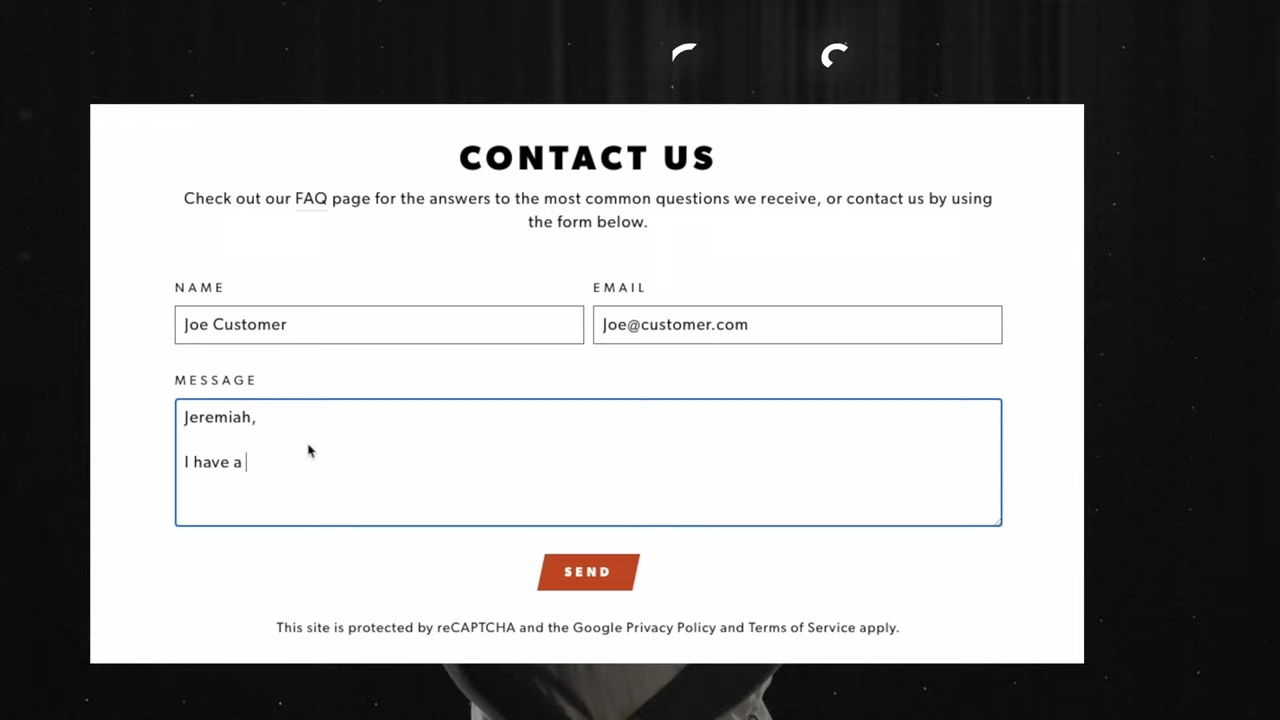 CONTACT US
Check out our FAQ page for the answers to the most common questions we receive, or contact us by using
the form below.
NAME
EMAIL
Joe Customer
Joe@customer.com
MESSAGE
Jeremiah,
I have a
SEND
This site is protected by reCAPTCHA and the Google Privacy Policy and Terms of Service apply.